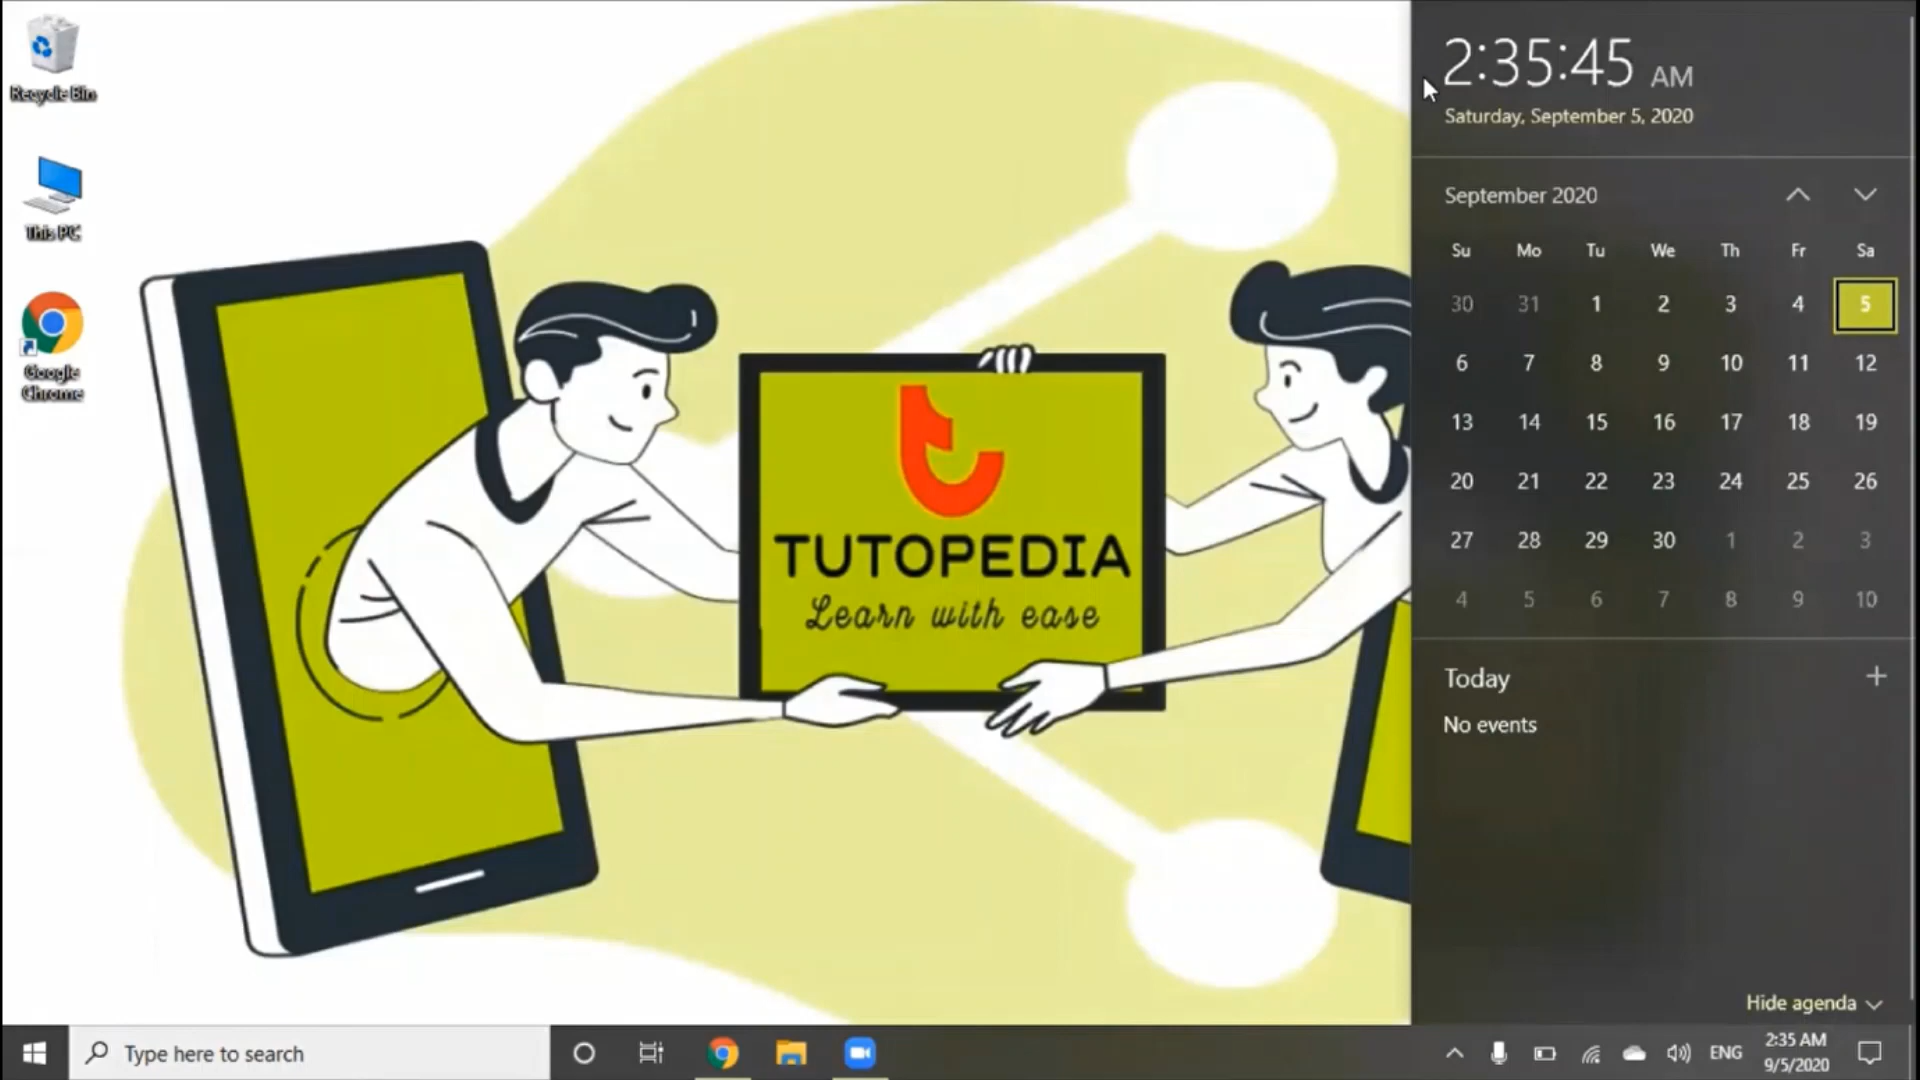 Recycle Bin
This PC
Google
Chrome
TUTOPEDIA
Learn with ease
2:35:45 AM
Saturday, September 5, 2020
September 2020
Su Mo Tu We Th Fr Sa
30 31 1 2 3 4 5
6 7 8 9 10 11 12
13 14 15 16 17 18 19
20 21 22 23 24 25 26
27 28 29 30 1 2 3
4 5 6 7 8 9 10
Today
No events
Hide agenda
Type here to search
ENG
2:35 AM
9/5/2020